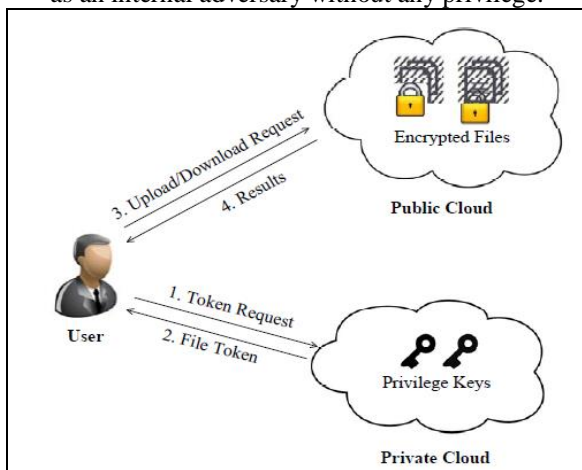 as an internal adversary without any privilege.
Encrypted Files
3. Upload/Download Request
4. Results
Public Cloud
User
1. Token Request
2. File Token
Privilege Keys
Private Cloud